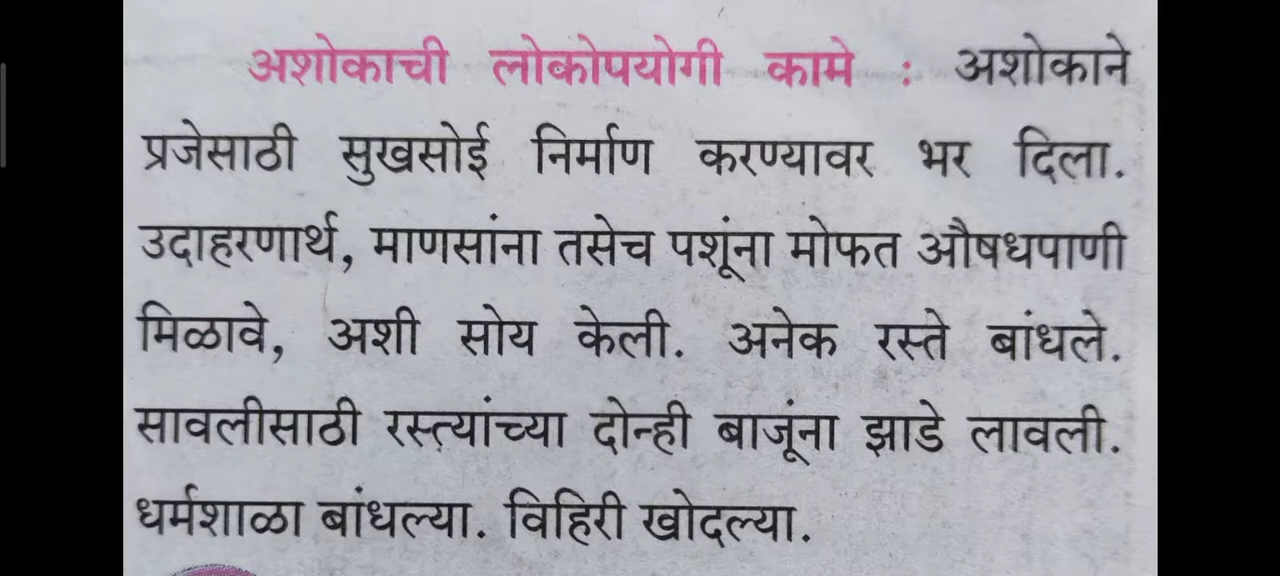 अशोकाची लोकोपयोगी कामे : अशोकाने
प्रजेसाठी सुखसोई निर्माण करण्यावर भर दिला.
उदाहरणार्थ, माणसांना तसेच पशूंना मोफत औषधपाणी
मिळावे, अशी सोय केली. अनेक रस्ते बांधले.
सावलीसाठी रस्त्यांच्या दोन्ही बाजूंना झाडे लावली.
धर्मशाळा बांधल्या. विहिरी खोदल्या.